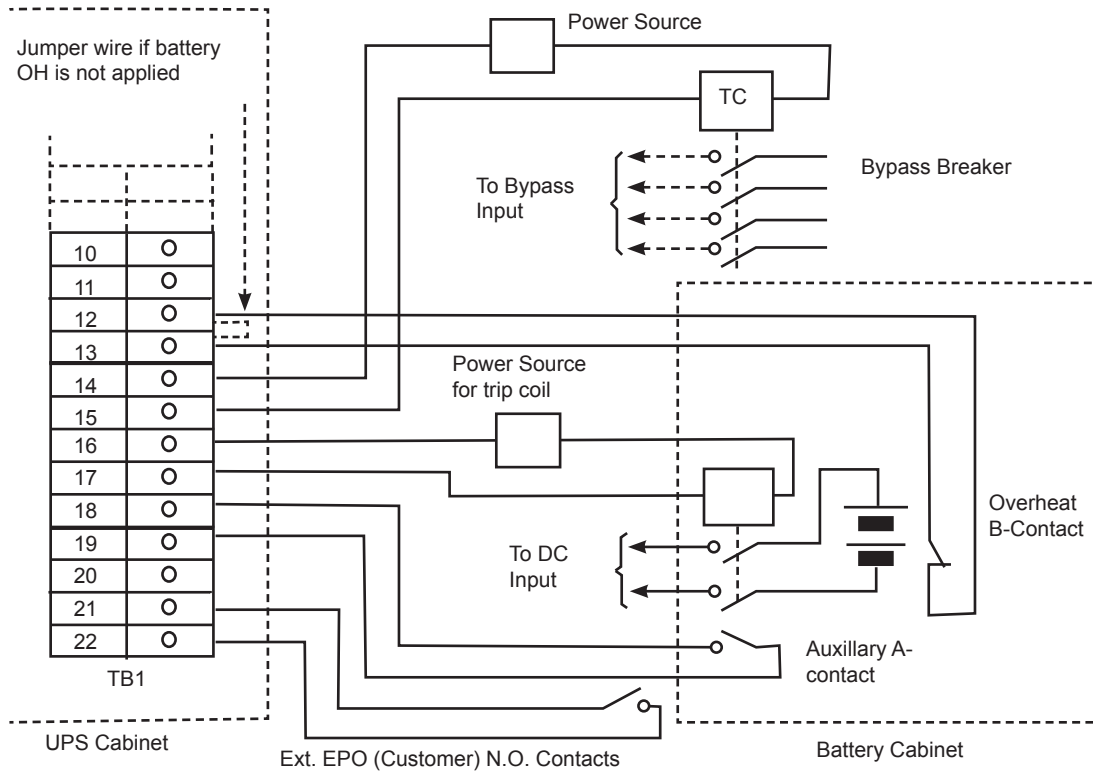 Power Source
Jumper wire if battery
OH is not applied
TC
Bypass Breaker
To Bypass
Input
10
11
12
13
14
15
16
17
18
19
20
21
22
TB1
UPS Cabinet
Power Source
for trip coil
To DC
Input
Overheat
B-Contact
Auxillary A-
contact
Ext. EPO (Customer) N.O. Contacts
Battery Cabinet